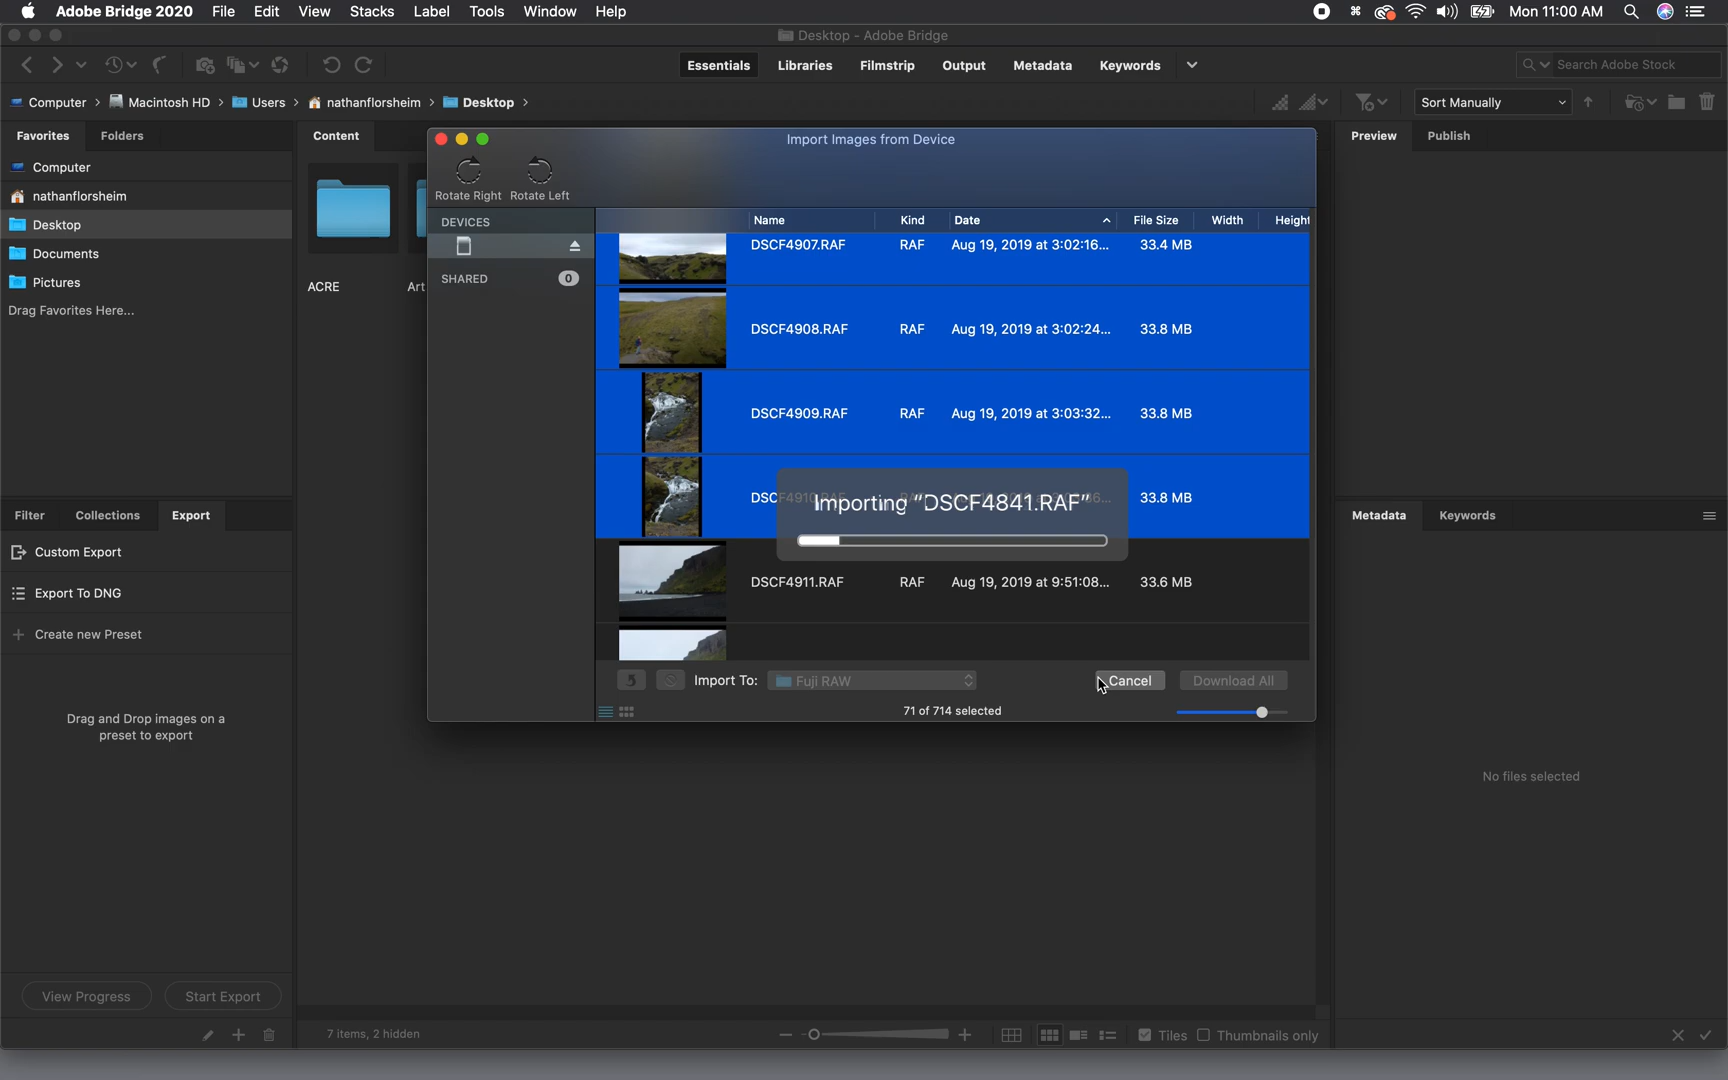 Adobe Bridge 2020 File Edit View Stacks Label Tools Window Help Mon 11:00 AM
Desktop - Adobe Bridge
Essentials Libraries Filmstrip Output Metadata Keywords Search Adobe Stock
Computer Macintosh HD Users nathanflorsheim Desktop Sort Manually
Favorites Folders
Computer
nathanflorsheim
Desktop
Documents
Pictures
Drag Favorites Here...
Filter Collections Export
Custom Export
Export To DNG
Create new Preset
Drag and Drop images on a
preset to export
View Progress Start Export
Content
ACRE Art
Import Images from Device
Rotate Right Rotate Left
DEVICES
SHARED 0
Name Kind Date File Size Width Height
DSCF4907.RAF RAF Aug 19, 2019 at 3:02:16... 33.4 MB
DSCF4908.RAF RAF Aug 19, 2019 at 3:02:24... 33.8 MB
DSCF4909.RAF RAF Aug 19, 2019 at 3:03:32... 33.8 MB
DSCF4910.RAF 33.8 MB
Importing “DSCF4841.RAF”
DSCF4911.RAF RAF Aug 19, 2019 at 9:51:08... 33.6 MB
Import To: Fuji RAW Cancel Download All
71 of 714 selected
7 items, 2 hidden Tiles Thumbnails only
Preview Publish
Metadata Keywords
No files selected